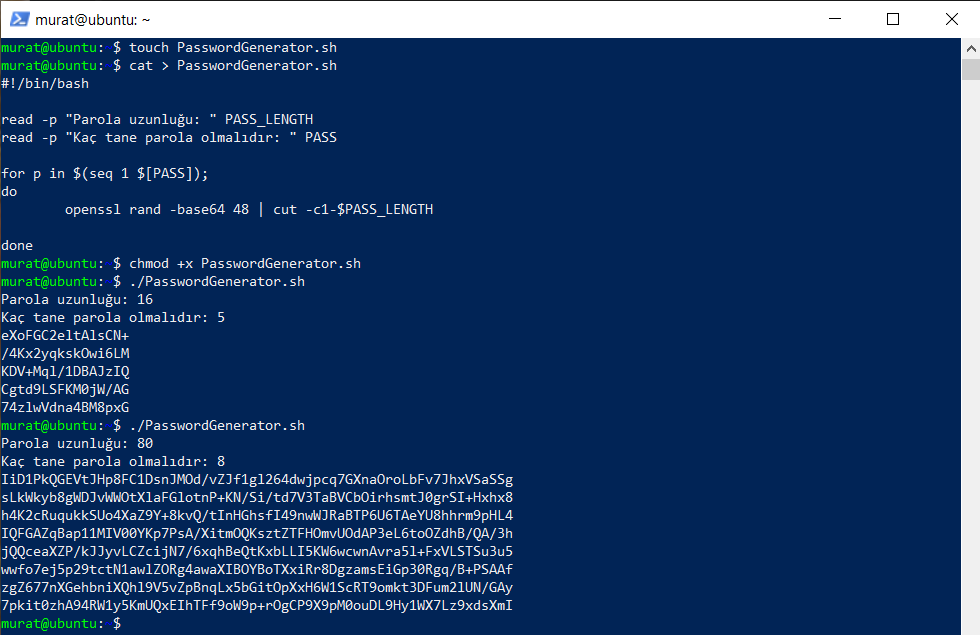 murat@ubuntu: ~
murat@ubuntu:~$ touch PasswordGenerator.sh
murat@ubuntu:~$ cat > PasswordGenerator.sh
#!/bin/bash
read -p "Parola uzunluğu: " PASS_LENGTH
read -p "Kaç tane parola olmalıdır: " PASS
for p in $(seq 1 $[PASS]);
do
openssl rand -base64 48 | cut -c1-$PASS_LENGTH
done
murat@ubuntu:~$ chmod +x PasswordGenerator.sh
murat@ubuntu:~$ ./PasswordGenerator.sh
Parola uzunluğu: 16
Kaç tane parola olmalıdır: 5
eXoFGC2eltAlsCN+
/4Kx2yqkskOwi6LM
KDV+Mql/1DBAJzIQ
Cgtd9LSFKM0jW/AG
74zlwVdna4BM8pxG
murat@ubuntu:~$ ./PasswordGenerator.sh
Parola uzunluğu: 80
Kaç tane parola olmalıdır: 8
IiD1PkQGEVtJHp8FC1DsnJMOd/vZJf1gl264dwjpcq7GXnaOroLbFv7JhxVSaSSg
sLkWkyb8gWDJvWWOtXlaFGlotnP+KN/Si/td7V3TaBVCbOirhsmtJ0grSI+Hxhx8
h4K2cRuqukkSUo4XaZ9Y+8kvQ/tInHGhsfI49nwWJRaBTP6U6TAeYU8hhrm9pHL4
IQFGAZqBap11MIV00YKp7PsA/XitmOQKsztZTFHOmvUOdAP3eL6toOZdhB/QA/3h
jQQceaXZP/kJJyvLCZcijN7/6xqhBeQtKxbLLI5KW6wcwnAvra5l+FxVLSTSu3u5
wwfo7ej5p29tctN1awlZORg4awaXIBOYBoTXxiRr8DgzamsEiGp30Rgq/B+PSAAf
zgZ677nXGehbniXQhl9V5vZpBnqLx5bGitOpXxH6W1ScRT9omkt3DFum2lUN/GAy
7pkit0zhA94RW1y5KmUQxEIhTFf9oW9p+rOgCP9X9pM0ouDL9Hy1WX7Lz9xdsXmI
murat@ubuntu:~$